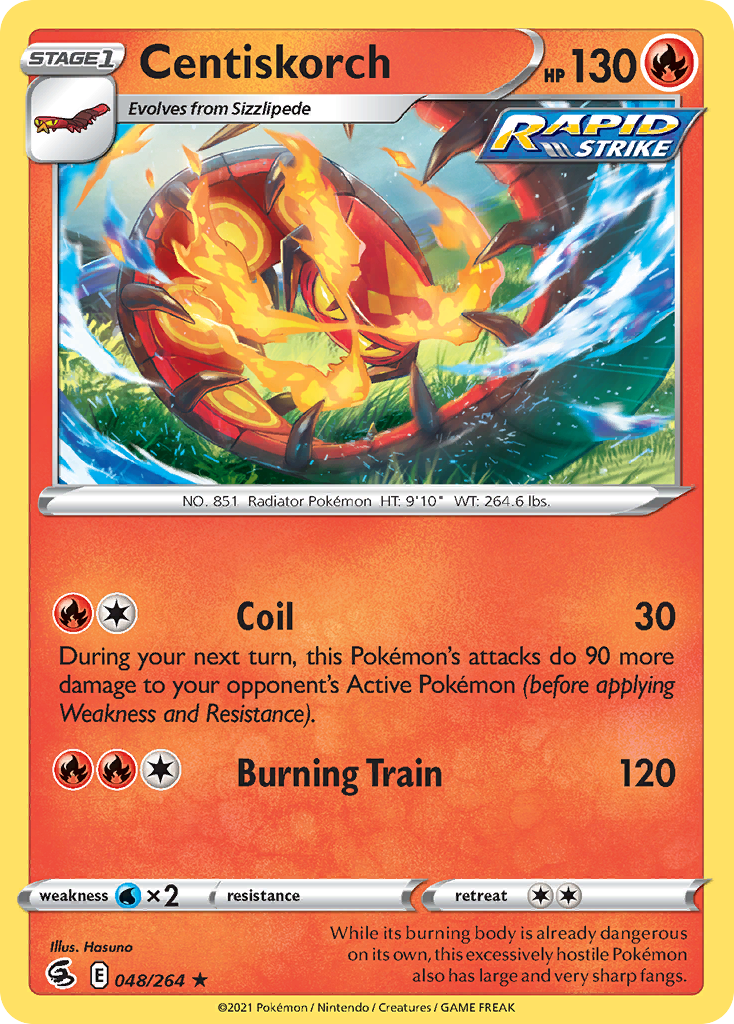 STAGE1
Centiskorch
HP 130
Evolves from Sizzlipede
RAPID
STRIKE
NO. 851 Radiator Pokémon HT: 9'10" WT: 264.6 lbs.
Coil 30
During your next turn, this Pokémon's attacks do 90 more
damage to your opponent's Active Pokémon (before applying
Weakness and Resistance).
Burning Train 120
weakness ×2 resistance retreat
Illus. Hasuno
While its burning body is already dangerous
on its own, this excessively hostile Pokémon
also has large and very sharp fangs.
E 048/264 ★
©2021 Pokémon / Nintendo / Creatures / GAME FREAK